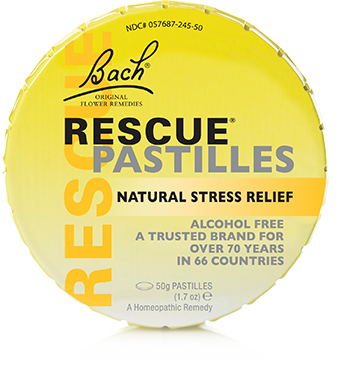 NDC# 057687-245-50
Bach®
ORIGINAL
FLOWER REMEDIES
RESCUE
RESCUE®
PASTILLES
NATURAL STRESS RELIEF
ALCOHOL FREE
A TRUSTED BRAND FOR
OVER 70 YEARS
IN 66 COUNTRIES
50g PASTILLES
(1.7 oz) ℮
A Homeopathic Remedy